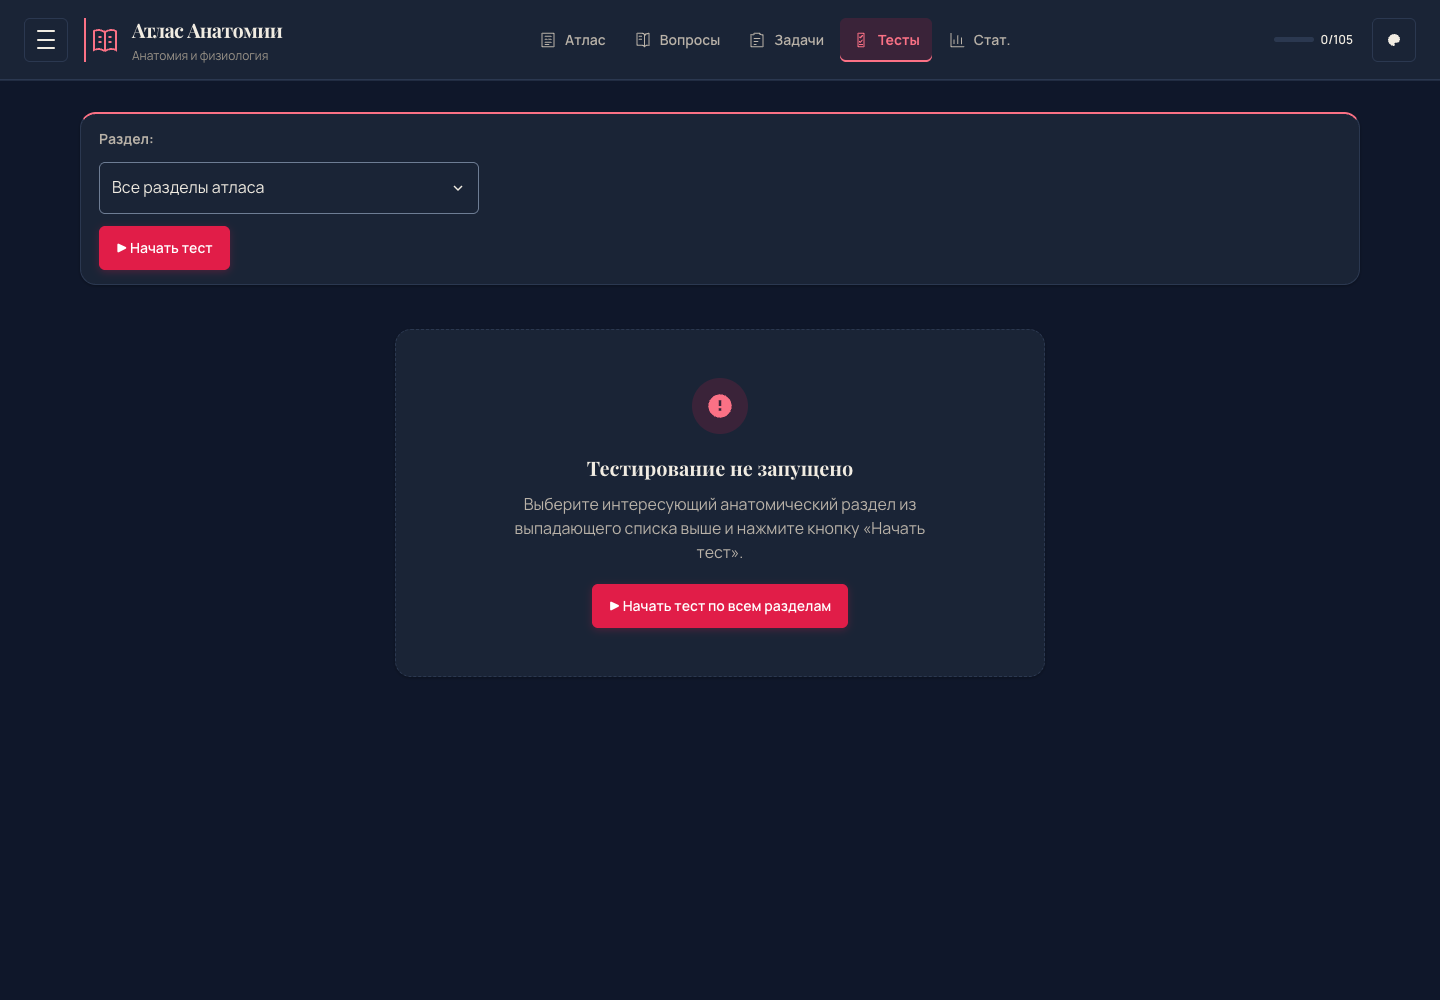 Атлас Анатомии
Анатомия и физиология
Атлас
Вопросы
Задачи
Тесты
Стат.
0/105
Раздел:
Все разделы атласа
Начать тест
Тестирование не запущено
Выберите интересующий анатомический раздел из
выпадающего списка выше и нажмите кнопку «Начать
тест».
Начать тест по всем разделам